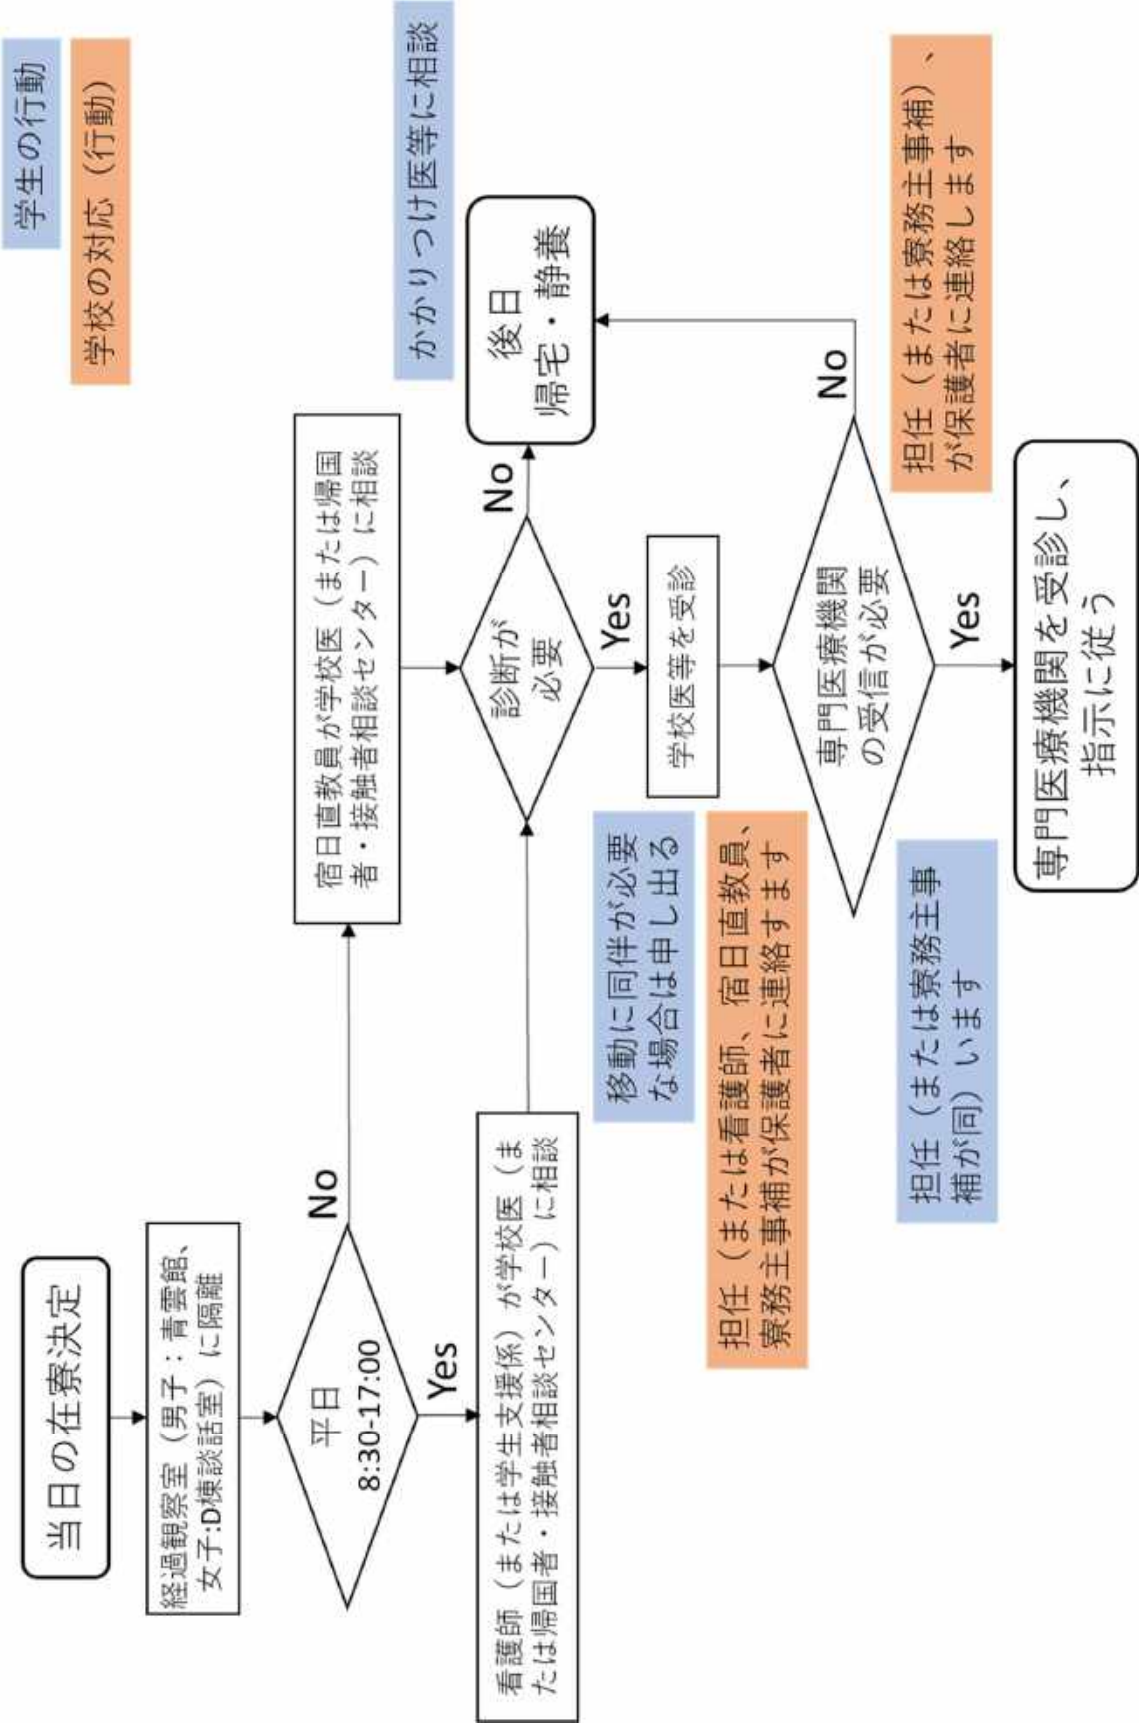 学生の行動
学校の対応（行動）
当日の在寮決定
経過観察室（男子：青雲館、
女子:D棟談話室）に隔離
平日
8:30-17:00
No
Yes
宿日直教員が学校医（または帰国
者・接触者相談センター）に相談
看護師（または学生支援係）が学校医（ま
たは帰国者・接触者相談センター）に相談
診断が
必要
No
Yes
かかりつけ医等に相談
後日
帰宅・静養
移動に同伴が必要
な場合は申し出る
学校医等を受診
担任（または看護師、宿日直教員、
寮務主事補が保護者に連絡すます
専門医療機関
の受信が必要
No
Yes
担任（または寮務主事
補が同）います
担任（または寮務主事補）、
が保護者に連絡します
専門医療機関を受診し、
指示に従う